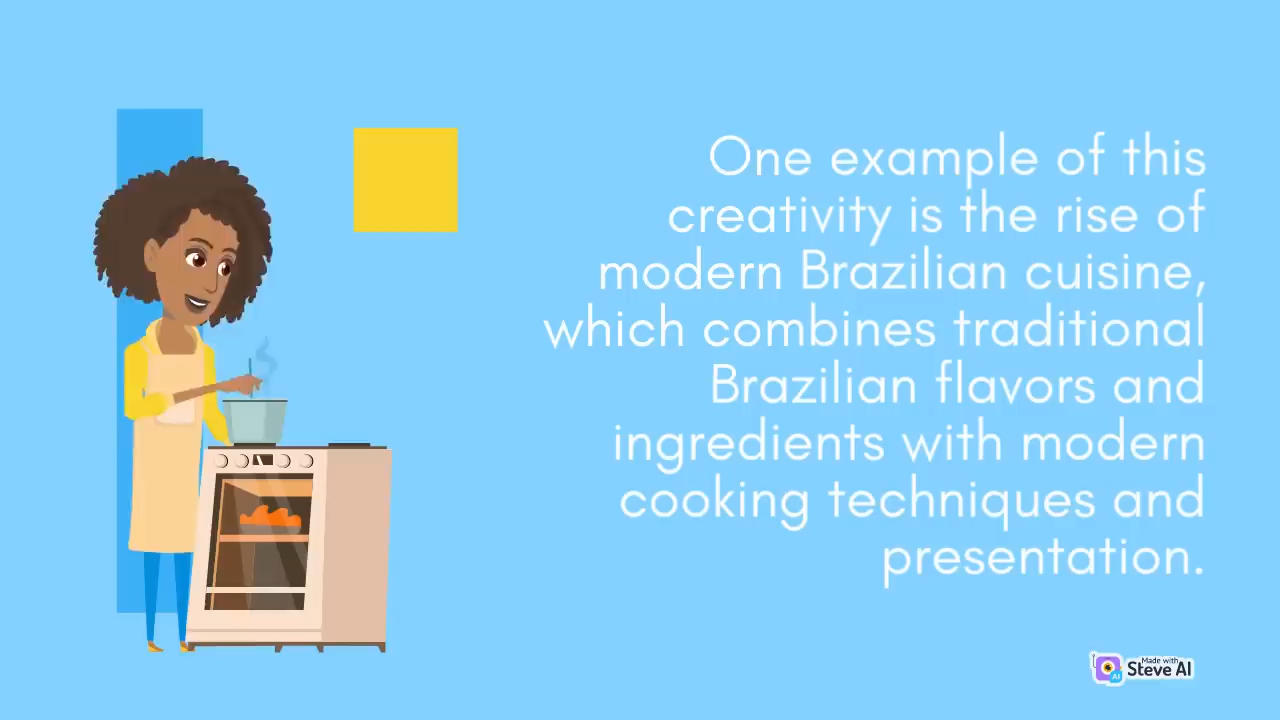 One example of this
creativity is the rise of
modern Brazilian cuisine,
which combines traditional
Brazilian flavors and
ingredients with modern
cooking techniques and
presentation.
Made with
AI
Steve AI